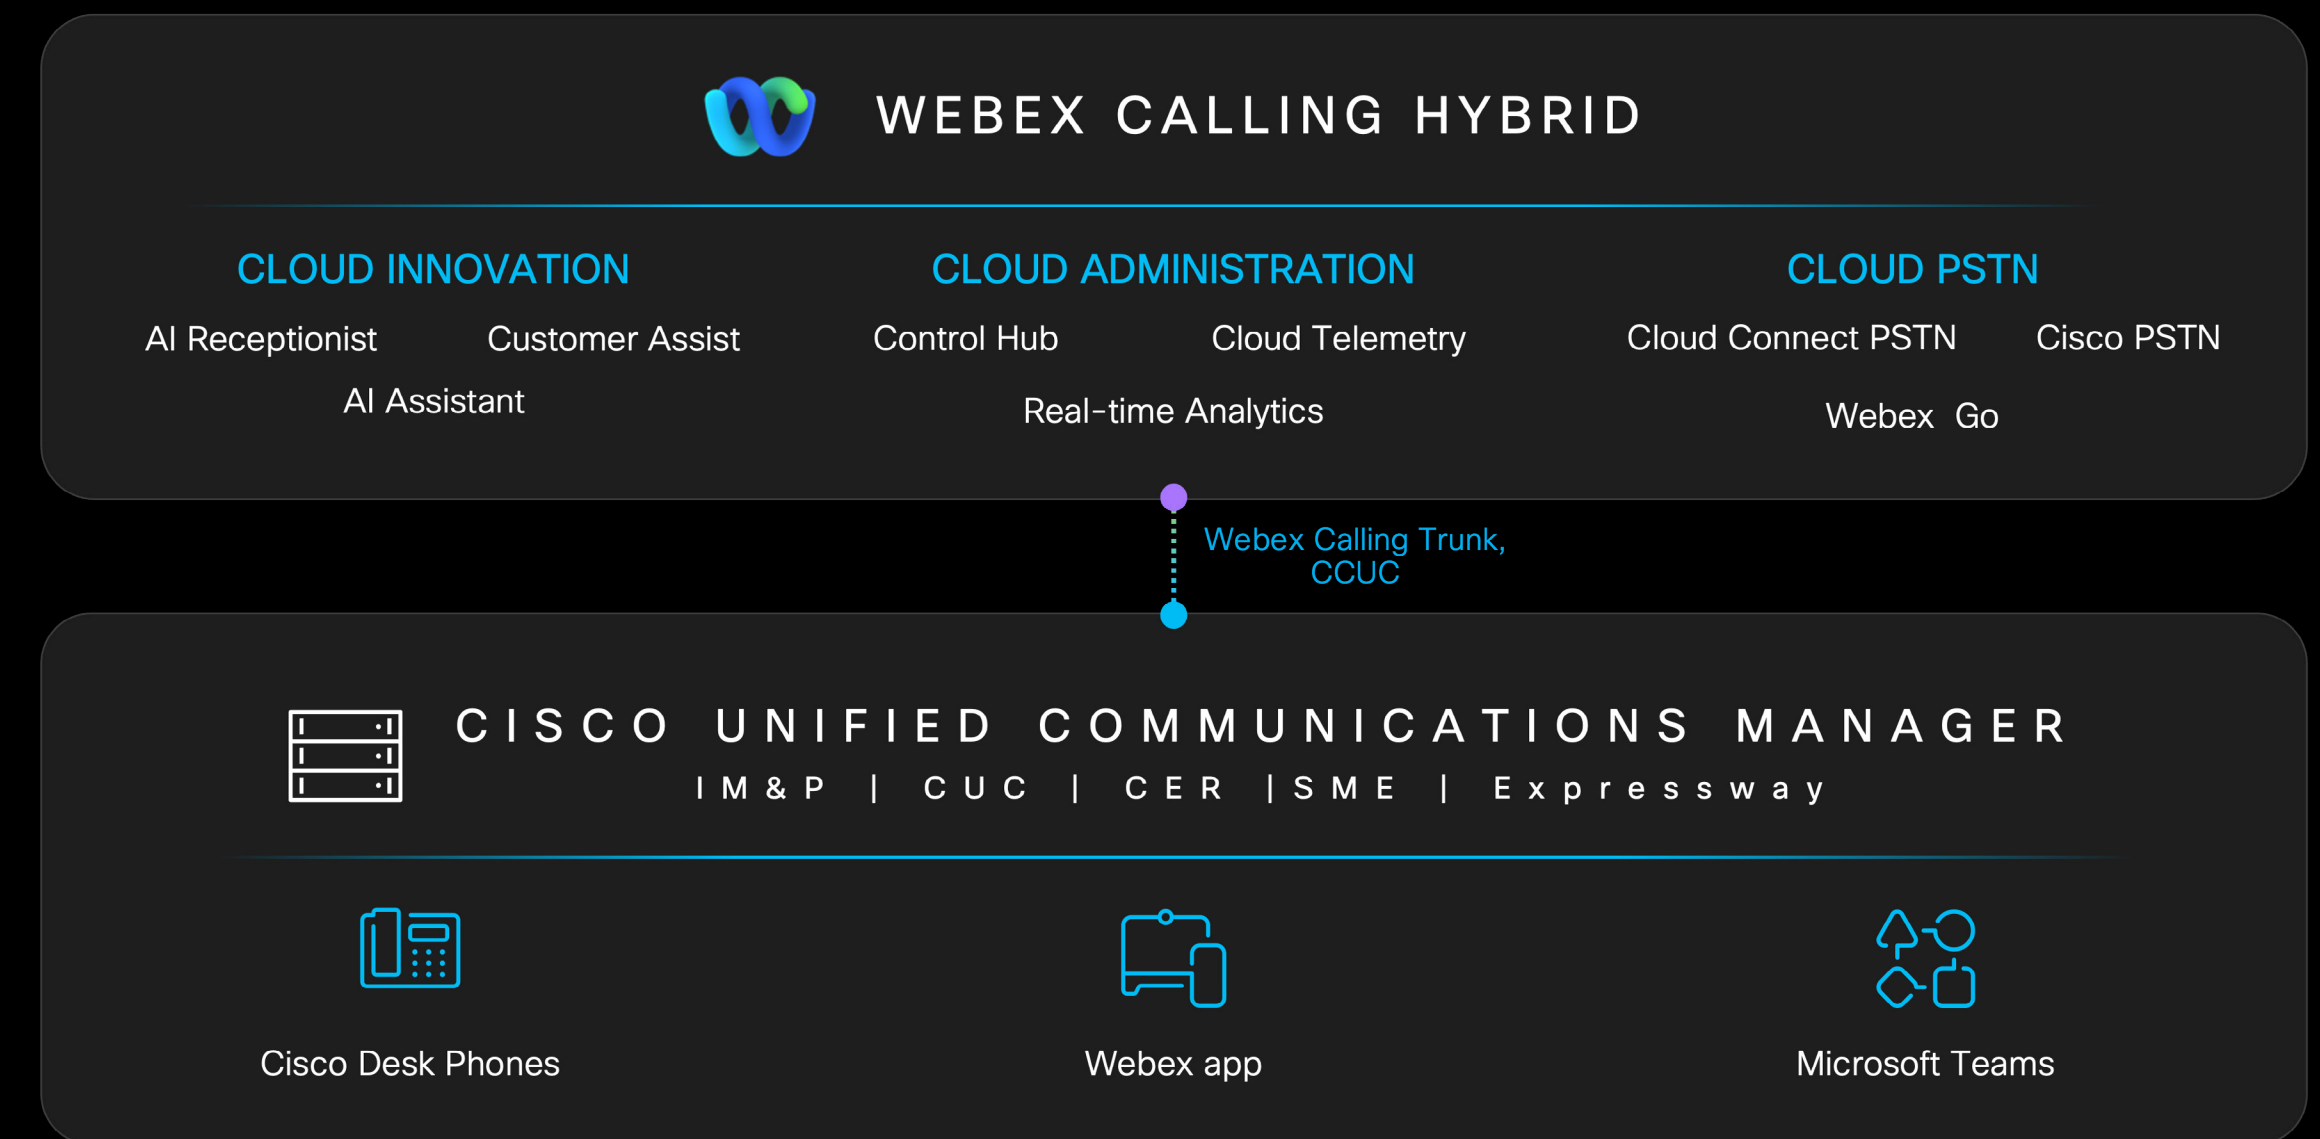 WEBEX CALLING HYBRID
CLOUD INNOVATION
AI Receptionist Customer Assist
AI Assistant
CLOUD ADMINISTRATION
Control Hub Cloud Telemetry
Real-time Analytics
CLOUD PSTN
Cloud Connect PSTN Cisco PSTN
Webex Go
Webex Calling Trunk,
CCUC
CISCO UNIFIED COMMUNICATIONS MANAGER
IM&P | CUC | CER |SME | Expressway
Cisco Desk Phones
Webex app
Microsoft Teams